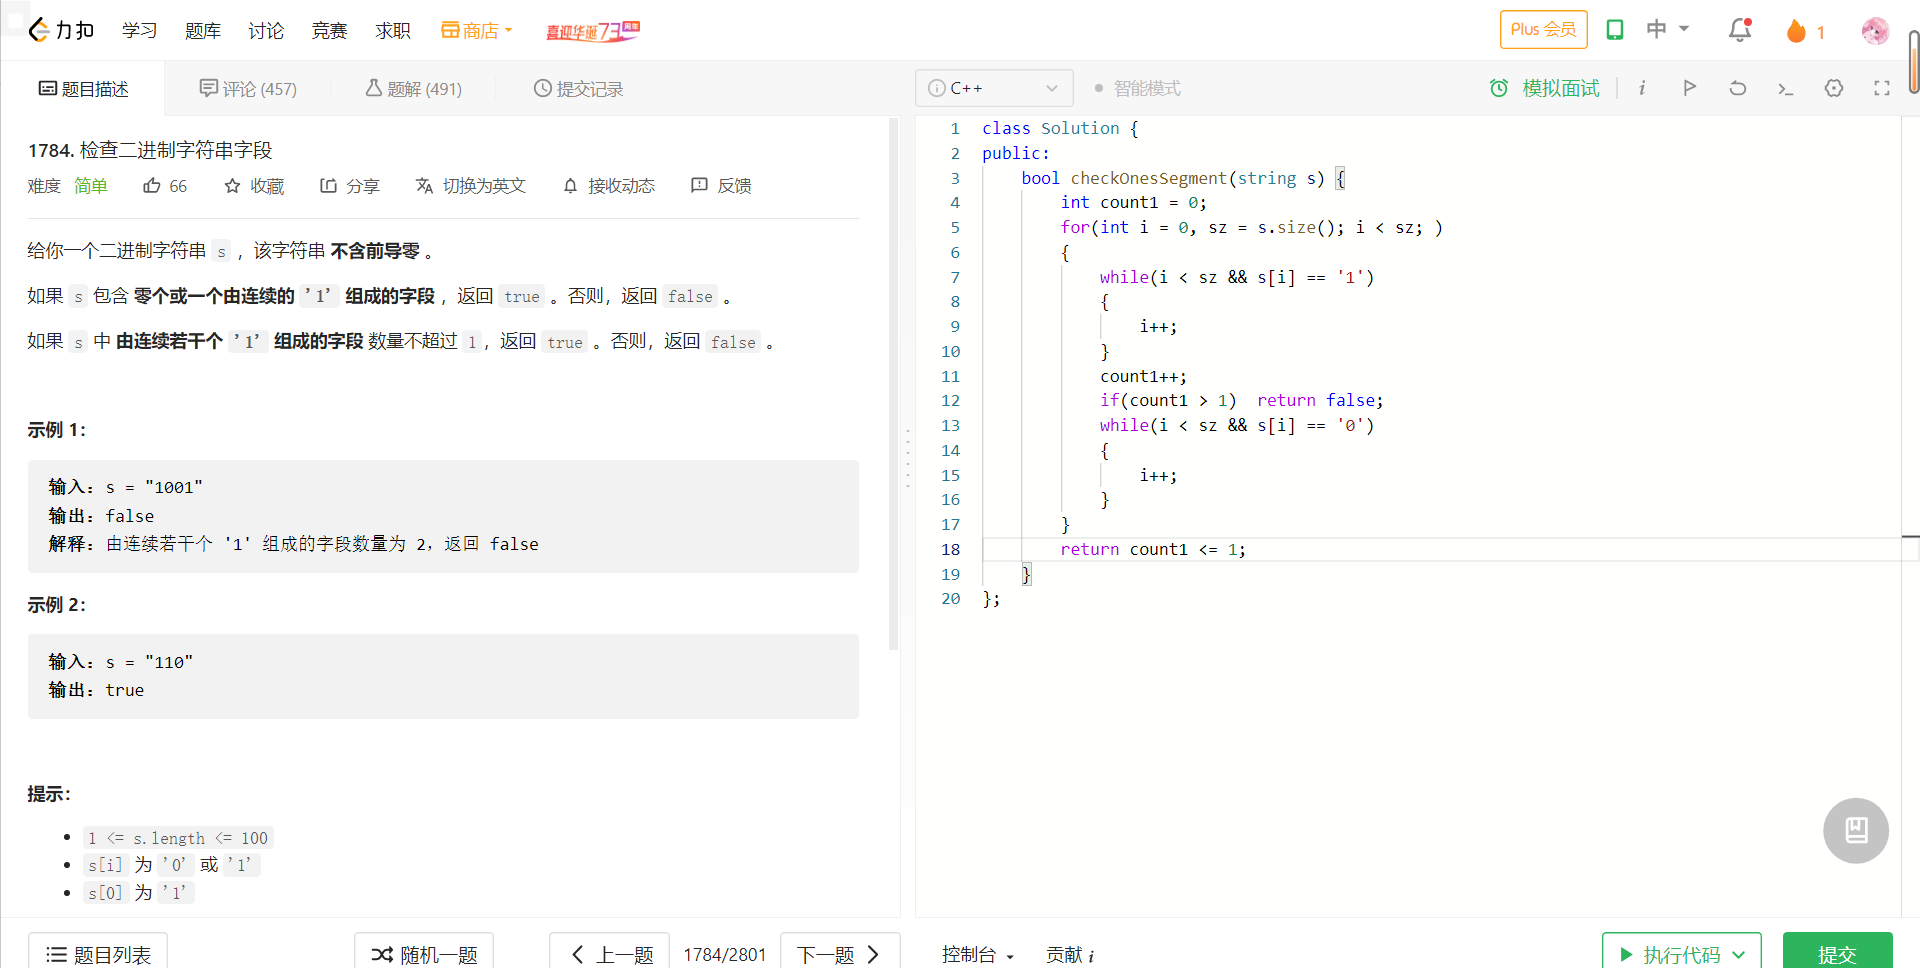 力扣 学习 题库 讨论 竞赛 求职 商店 喜迎华诞73周年 Plus 会员 中 1
题目描述 评论 (457) 题解 (491) 提交记录
1784. 检查二进制字符串字段
难度 简单 66 收藏 分享 切换为英文 接收动态 反馈
给你一个二进制字符串 s ，该字符串 不含前导零 。
如果 s 包含 零个或一个由连续的 '1' 组成的字段 ，返回 true 。否则，返回 false 。
如果 s 中 由连续若干个 '1' 组成的字段 数量不超过 1，返回 true 。否则，返回 false 。
示例 1：
输入：s = "1001"
输出：false
解释：由连续若干个 '1' 组成的字段数量为 2，返回 false
示例 2：
输入：s = "110"
输出：true
提示：
1 <= s.length <= 100
s[i] 为 '0' 或 '1'
s[0] 为 '1'
题目列表 随机一题 上一题 1784/2801 下一题
C++ 智能模式 模拟面试 i
1 class Solution {
2 public:
3 bool checkOnesSegment(string s) {
4 int count1 = 0;
5 for(int i = 0, sz = s.size(); i < sz; )
6 {
7 while(i < sz && s[i] == '1')
8 {
9 i++;
10 }
11 count1++;
12 if(count1 > 1) return false;
13 while(i < sz && s[i] == '0')
14 {
15 i++;
16 }
17 }
18 return count1 <= 1;
19 }
20 };
控制台 贡献 i 执行代码 提交